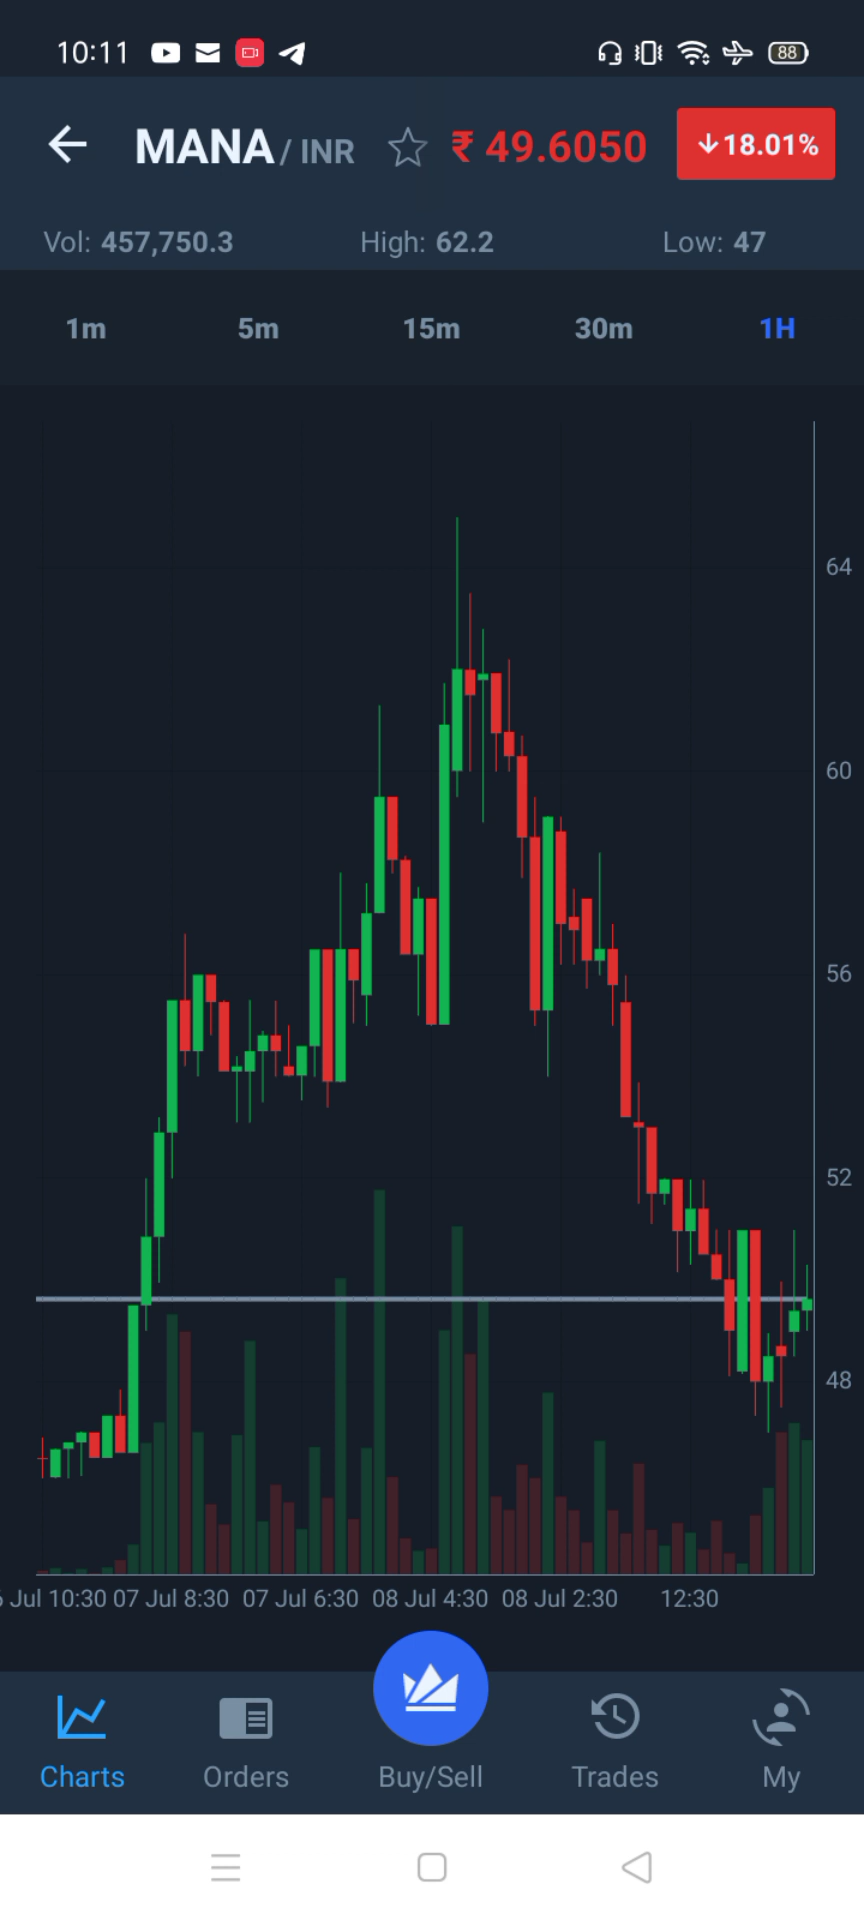 10:11 88
MANA / INR ₹ 49.6050 ↓18.01%
Vol: 457,750.3 High: 62.2 Low: 47
1m 5m 15m 30m 1H
64
60
56
52
48
6 Jul 10:30 07 Jul 8:30 07 Jul 6:30 08 Jul 4:30 08 Jul 2:30 12:30
Charts Orders Buy/Sell Trades My